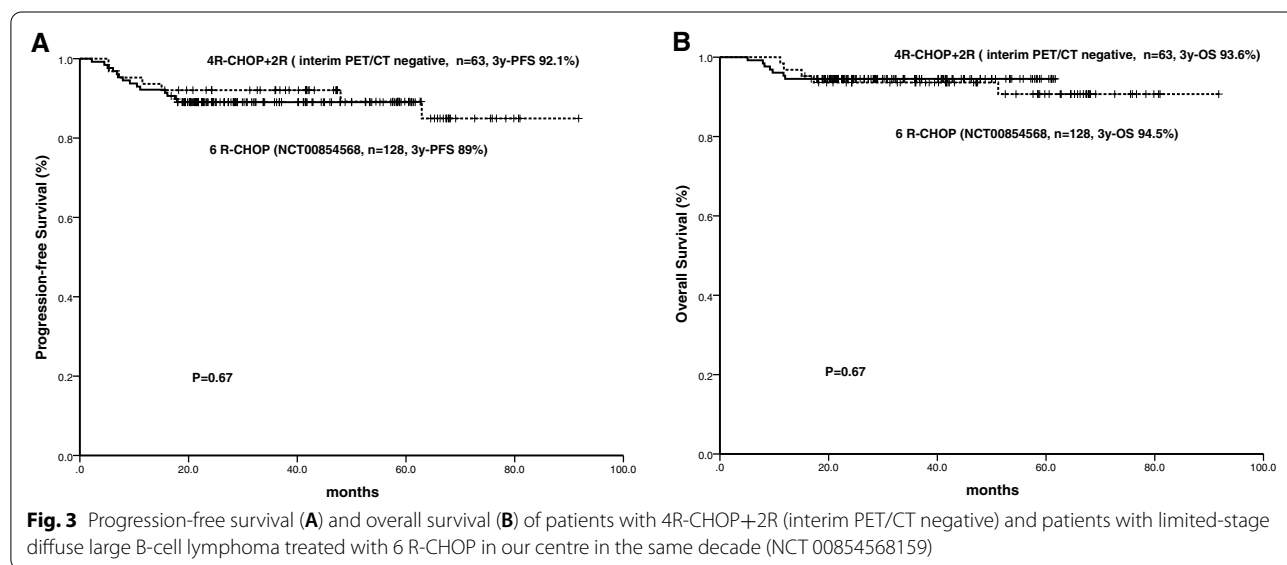 A
4R-CHOP+2R ( interim PET/CT negative, n=63, 3y-PFS 92.1%)
6 R-CHOP (NCT00854568, n=128, 3y-PFS 89%)
P=0.67
Progression-free Survival (%)
1.0
0.8
0.6
0.4
0.2
0.0
.0 20.0 40.0 60.0 80.0 100.0
months
B
4R-CHOP+2R ( interim PET/CT negative, n=63, 3y-OS 93.6%)
6 R-CHOP (NCT00854568, n=128, 3y-OS 94.5%)
P=0.67
Overall Survival (%)
1.0
0.8
0.6
0.4
0.2
0.0
.0 20.0 40.0 60.0 80.0 100.0
months
Fig. 3 Progression-free survival (A) and overall survival (B) of patients with 4R-CHOP+2R (interim PET/CT negative) and patients with limited-stage
diffuse large B-cell lymphoma treated with 6 R-CHOP in our centre in the same decade (NCT 00854568159)